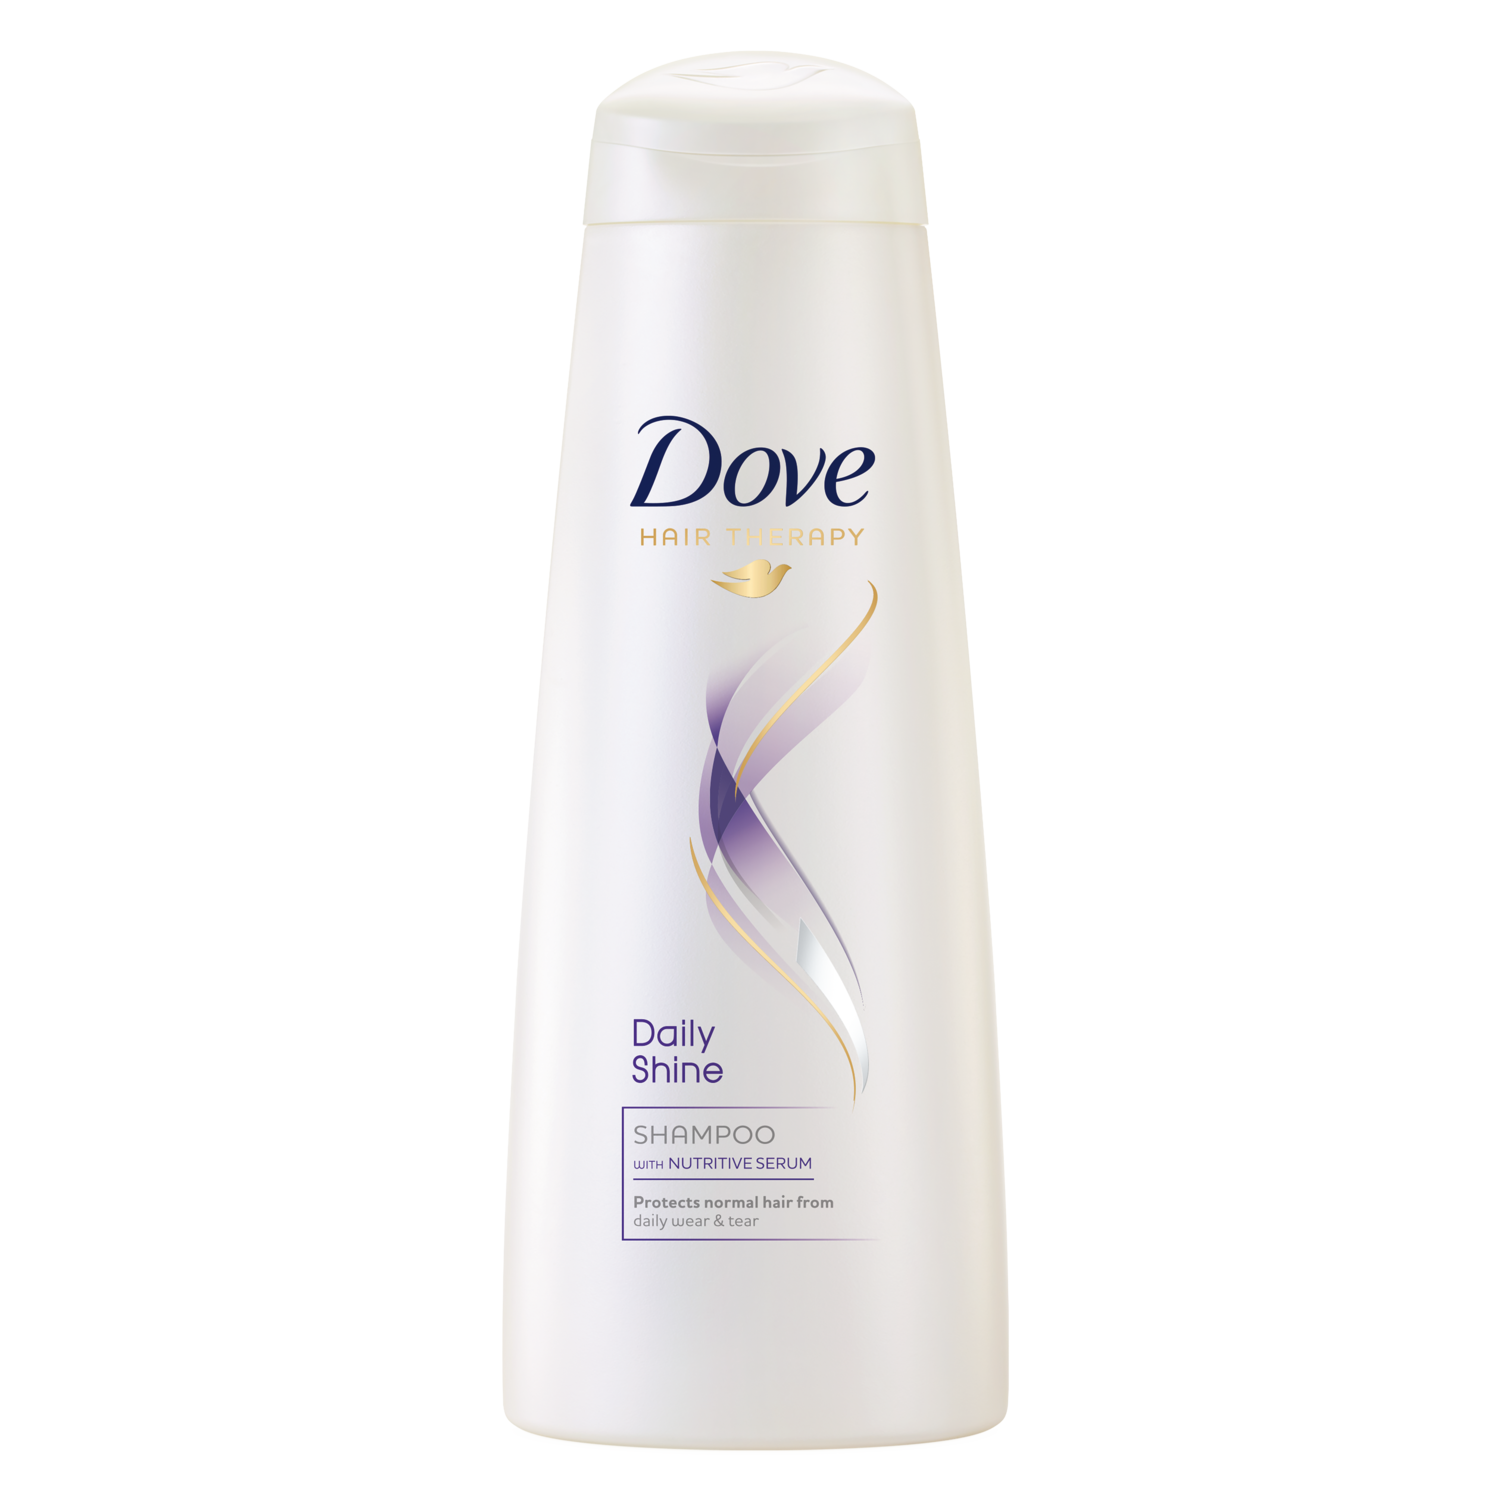 Dove
HAIR THERAPY
Daily
Shine
SHAMPOO
WITH NUTRITIVE SERUM
Protects normal hair from
daily wear & tear